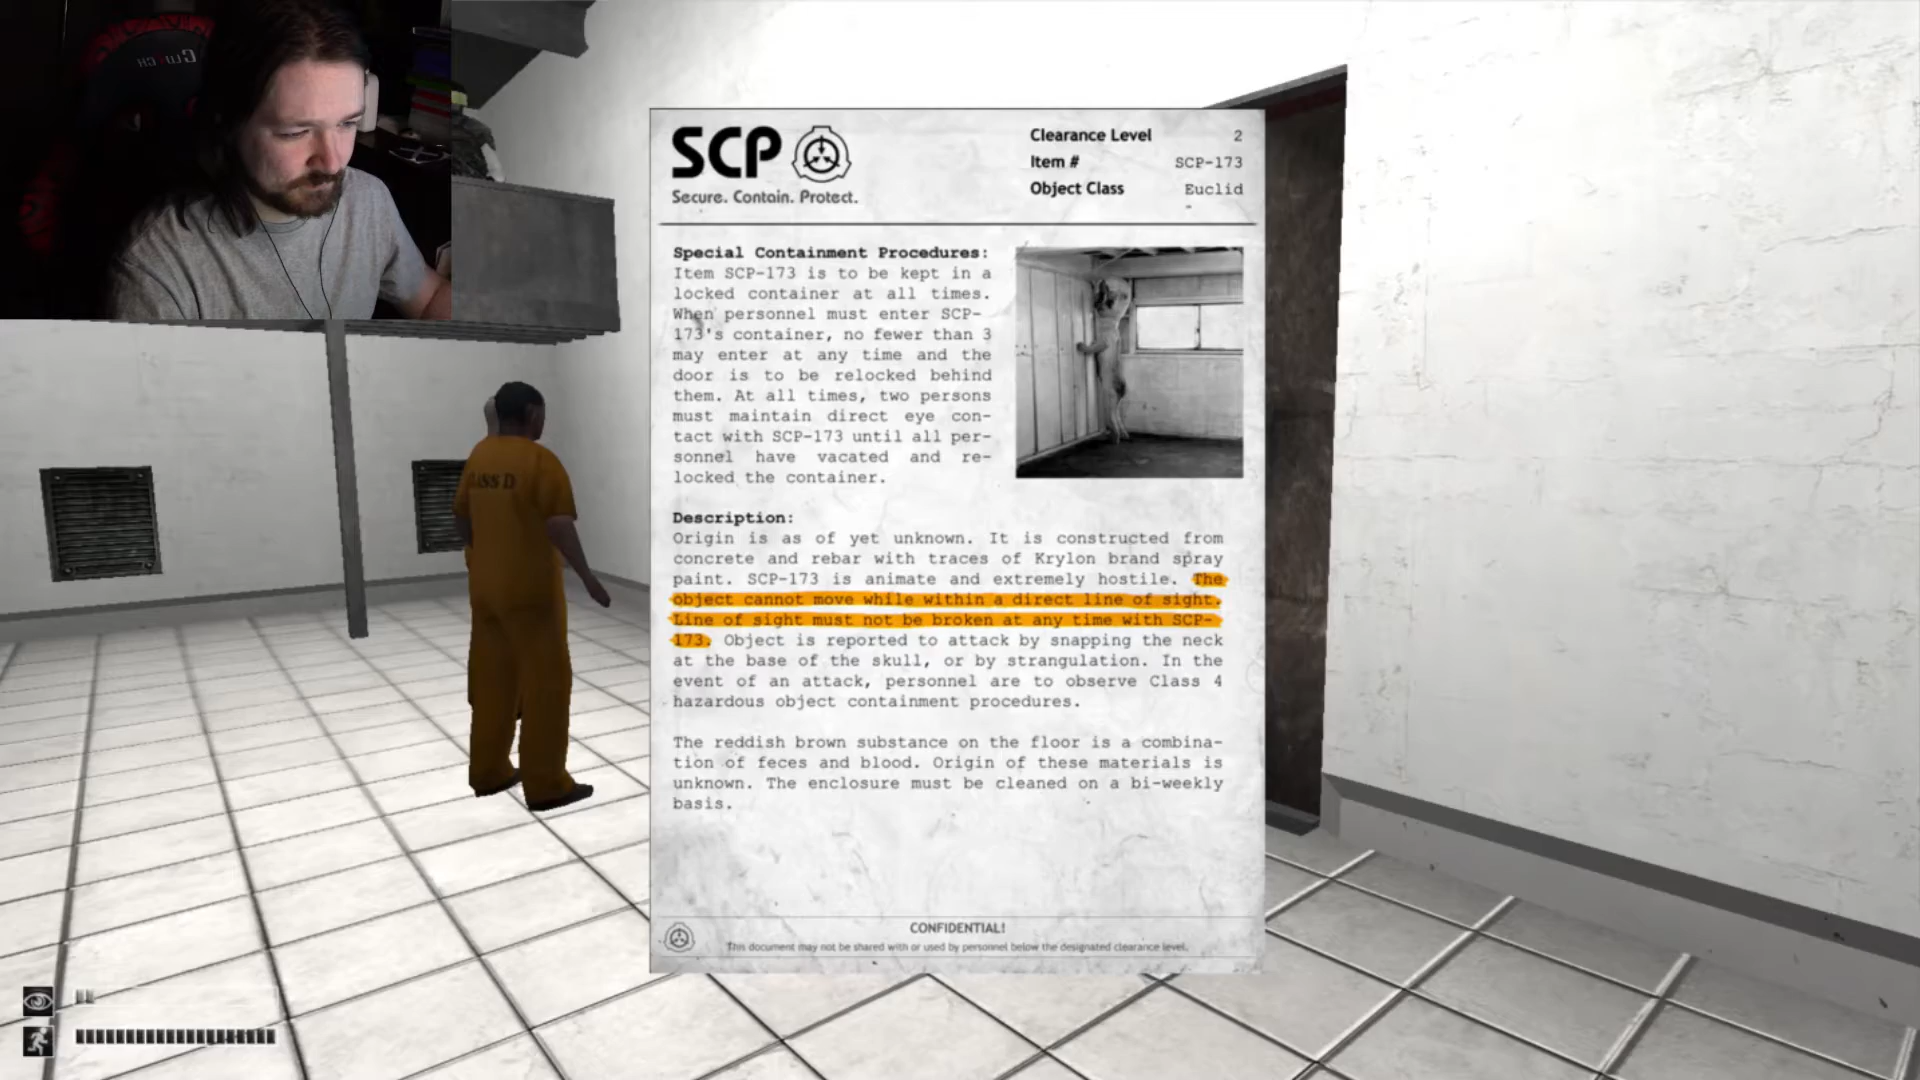 CLUTCH
SCP
Secure. Contain. Protect.
Clearance Level 2
Item # SCP-173
Object Class Euclid
Special Containment Procedures:
Item SCP-173 is to be kept in a
locked container at all times.
When personnel must enter SCP-
173's container, no fewer than 3
may enter at any time and the
door is to be relocked behind
them. At all times, two persons
must maintain direct eye con-
tact with SCP-173 until all per-
sonnel have vacated and re-
locked the container.
Description:
Origin is as of yet unknown. It is constructed from
concrete and rebar with traces of Krylon brand spray
paint. SCP-173 is animate and extremely hostile. The
object cannot move while within a direct line of sight.
Line of sight must not be broken at any time with SCP-
173. Object is reported to attack by snapping the neck
at the base of the skull, or by strangulation. In the
event of an attack, personnel are to observe Class 4
hazardous object containment procedures.
The reddish brown substance on the floor is a combina-
tion of feces and blood. Origin of these materials is
unknown. The enclosure must be cleaned on a bi-weekly
basis.
CONFIDENTIAL!
This document may not be shared with or used by personnel below the designated clearance level.
ASS D